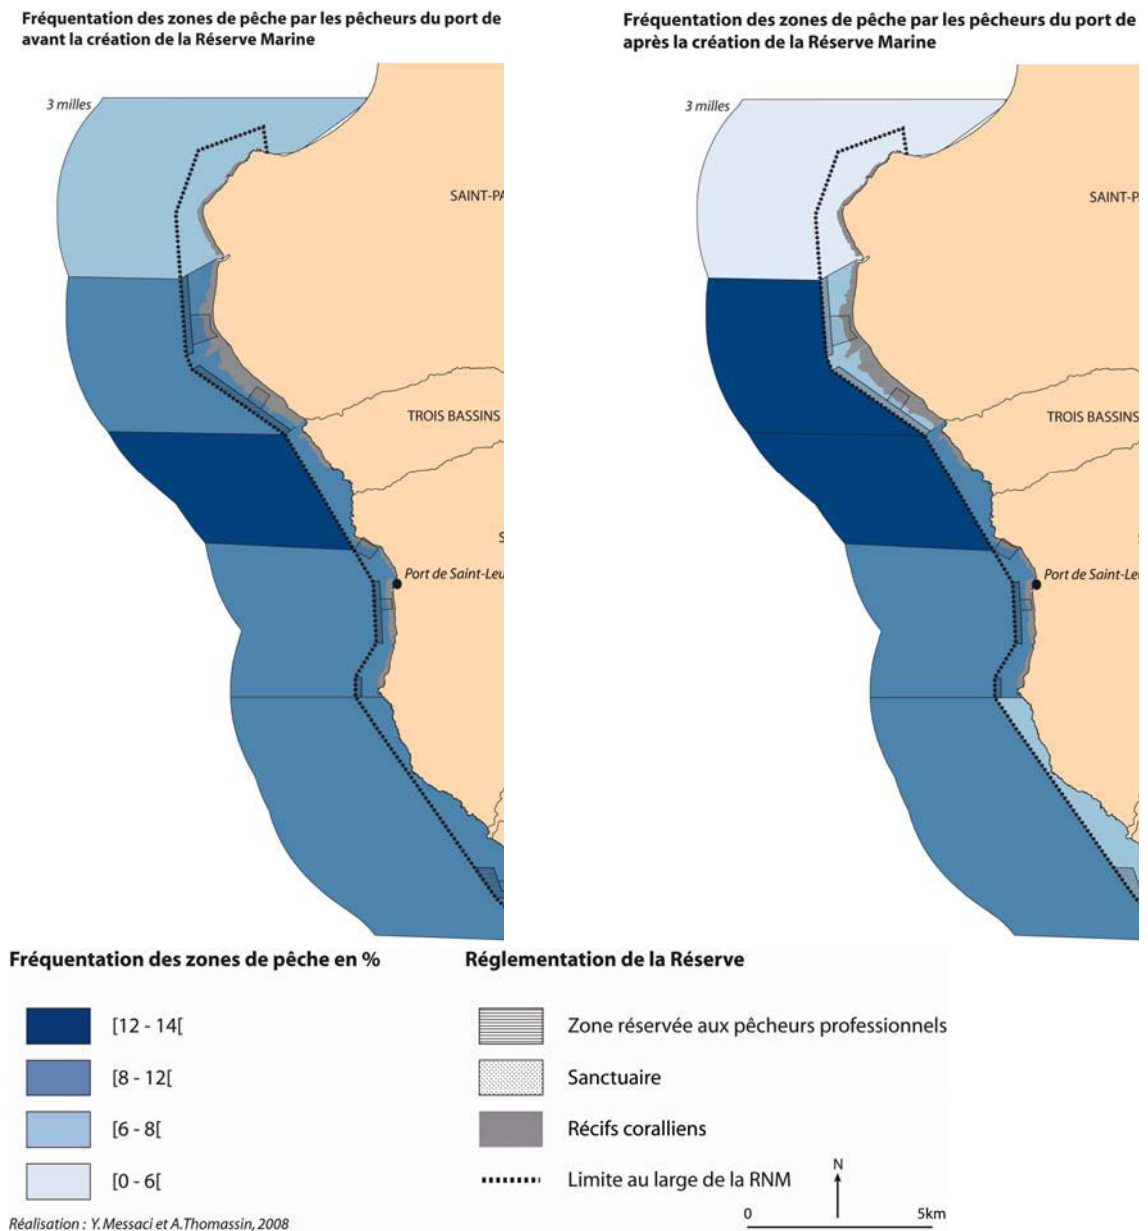 Fréquentation des zones de pêche par les pêcheurs du port de
avant la création de la Réserve Marine
3 milles
SAINT-PA
TROIS BASSINS
S
Port de Saint-Leu
Fréquentation des zones de pêche par les pêcheurs du port de
après la création de la Réserve Marine
3 milles
SAINT-P
TROIS BASSINS
S
Port de Saint-Leu
Fréquentation des zones de pêche en %
[12 - 14[
[8 - 12[
[6 - 8[
[0 - 6[
Réglementation de la Réserve
Zone réservée aux pêcheurs professionnels
Sanctuaire
Récifs coralliens
Limite au large de la RNM
N
0 5km
Réalisation : Y. Messaci et A.Thomassin, 2008